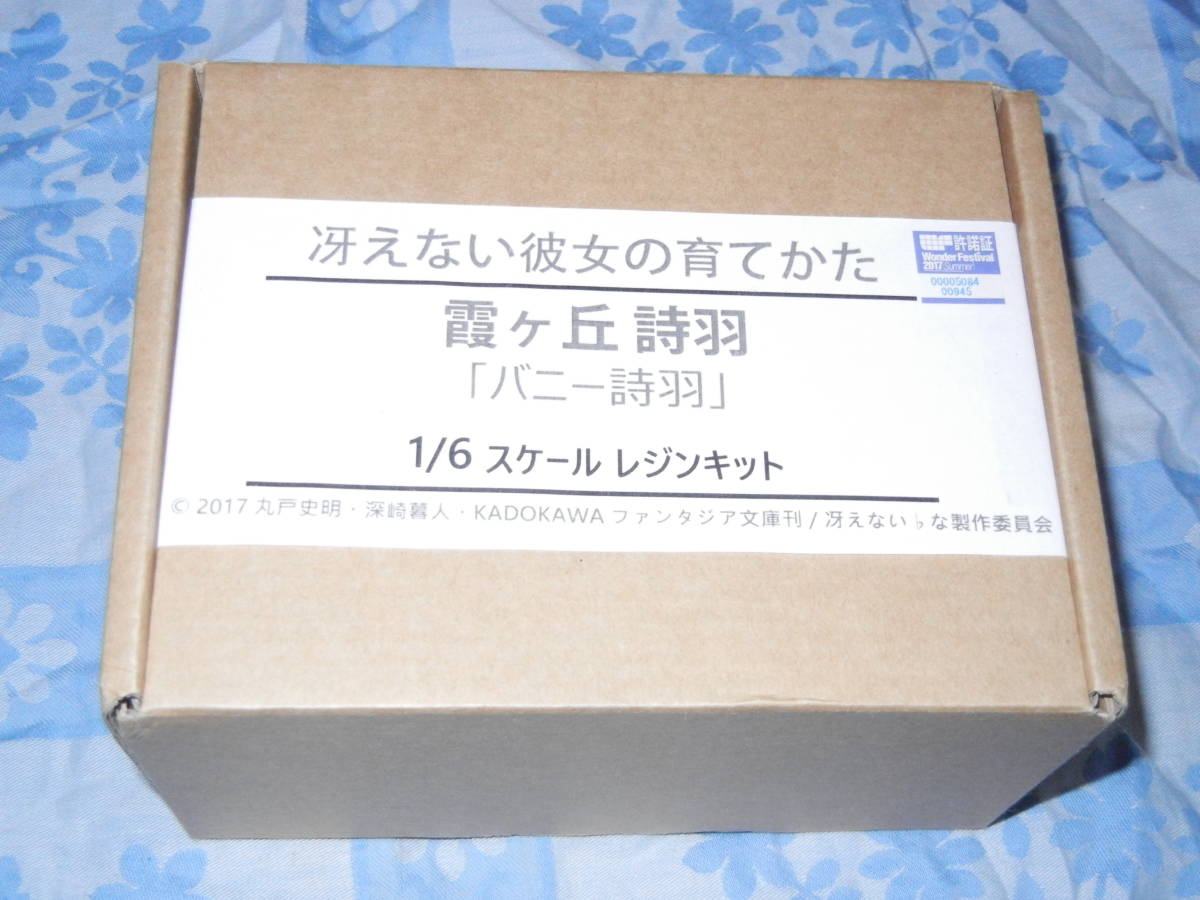 冴えない彼女の育てかた
WF 許諾証
Wonder Festival
2017 Summer
00005084
00945
霞ヶ丘 詩羽
「バニー詩羽」
1/6 スケール レジンキット
© 2017 丸戸史明・深崎暮人・KADOKAWA ファンタジア文庫刊 / 冴えない♭な製作委員会